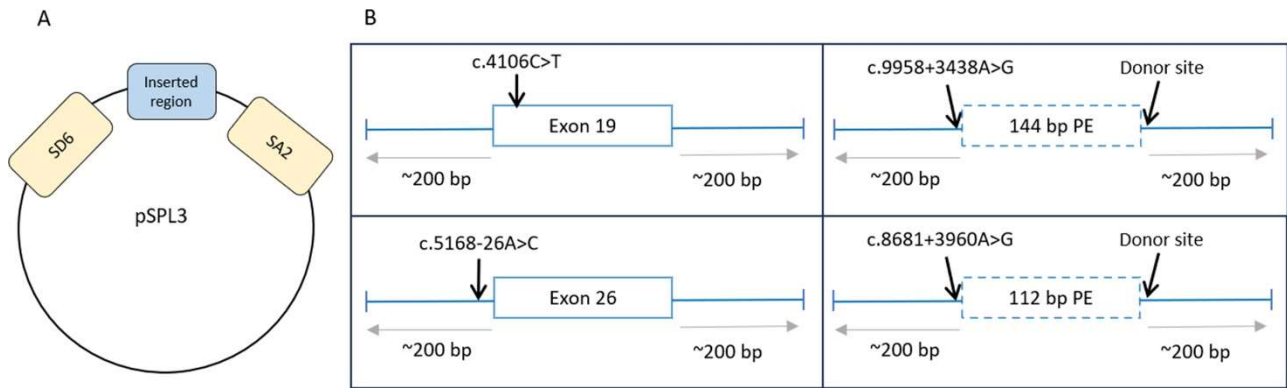 A
Inserted
region
SD6
SA2
pSPL3
B
c.4106C>T
Exon 19
~200 bp
~200 bp
c.9958+3438A>G
Donor site
144 bp PE
~200 bp
~200 bp
c.5168-26A>C
Exon 26
~200 bp
~200 bp
c.8681+3960A>G
Donor site
112 bp PE
~200 bp
~200 bp